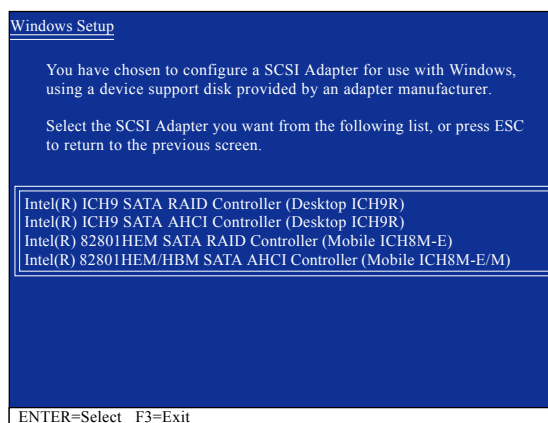 Windows Setup
You have chosen to configure a SCSI Adapter for use with Windows,
using a device support disk provided by an adapter manufacturer.
Select the SCSI Adapter you want from the following list, or press ESC
to return to the previous screen.
Intel(R) ICH9 SATA RAID Controller (Desktop ICH9R)
Intel(R) ICH9 SATA AHCI Controller (Desktop ICH9R)
Intel(R) 82801HEM SATA RAID Controller (Mobile ICH8M-E)
Intel(R) 82801HEM/HBM SATA AHCI Controller (Mobile ICH8M-E/M)
ENTER=Select F3=Exit